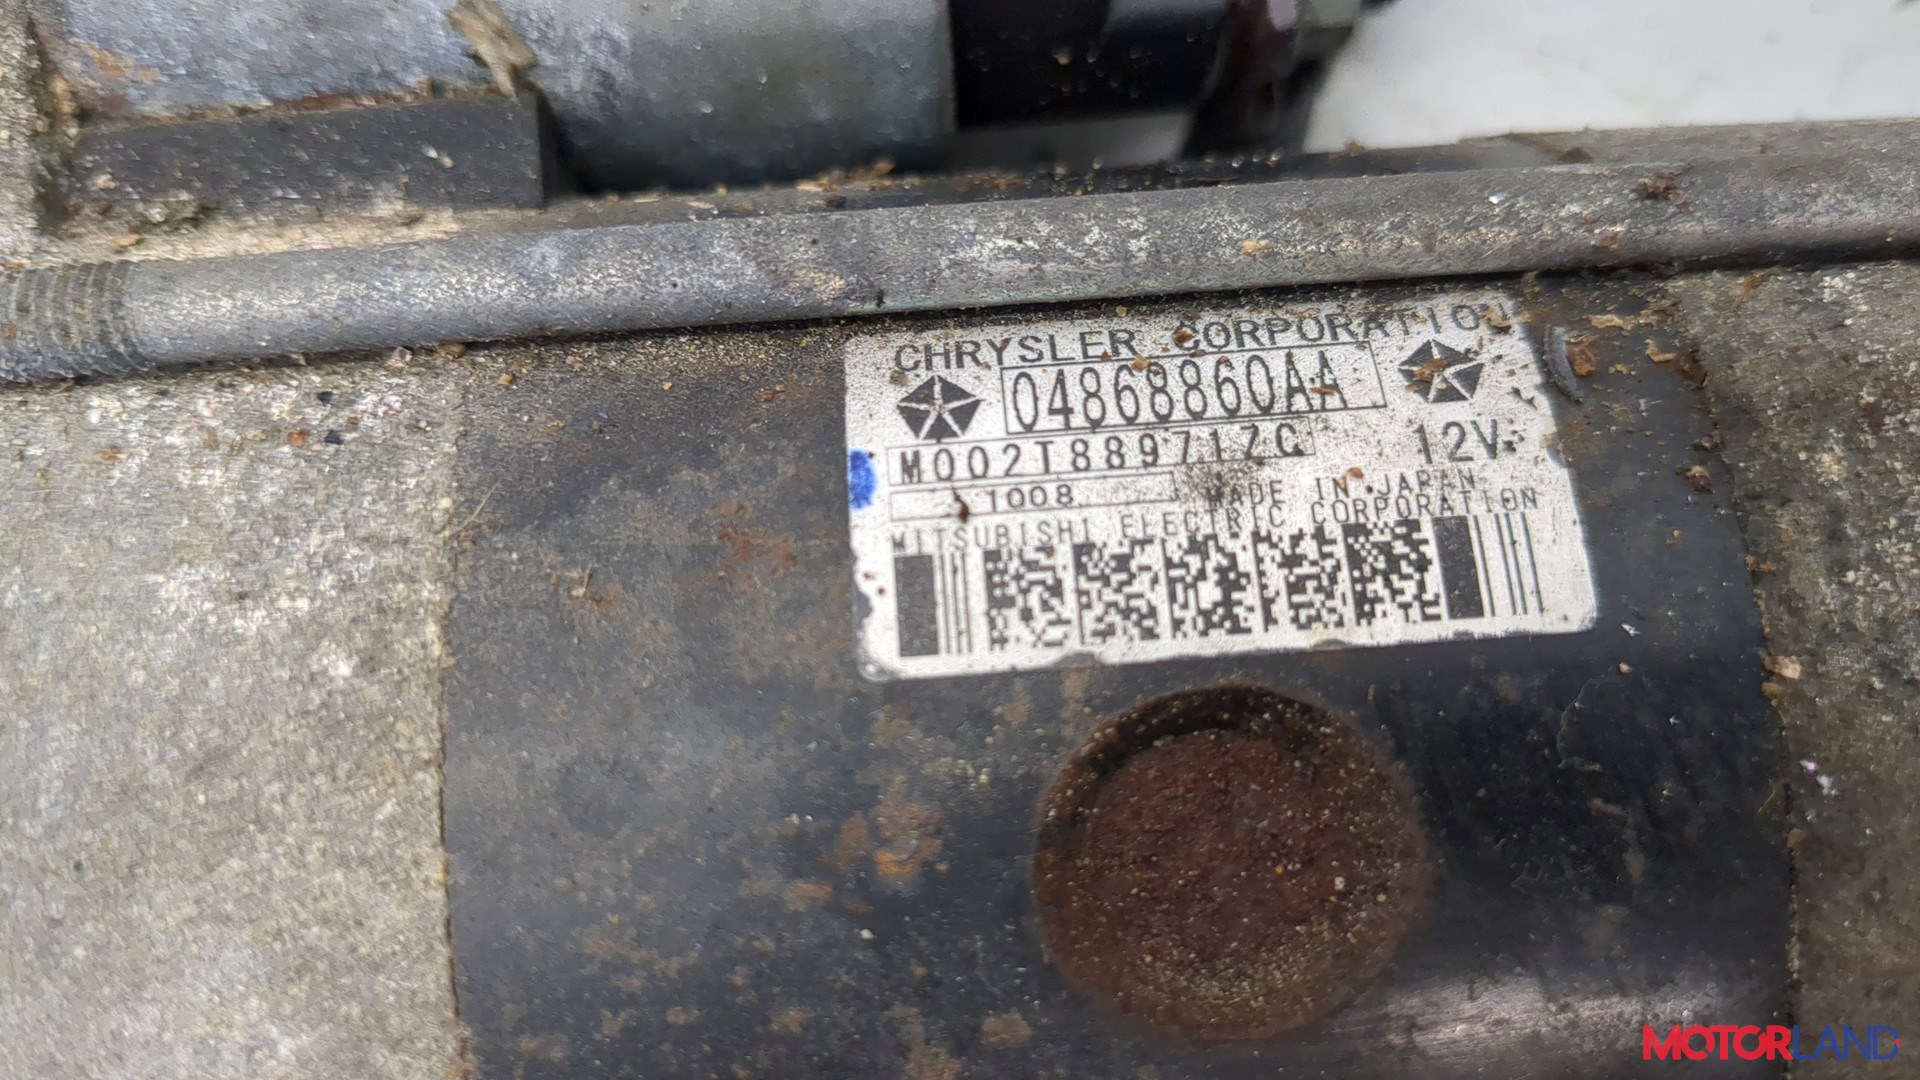 CHRYSLER CORPORATION
04868860AA
M002T88971ZC 12V
1008 MADE IN JAPAN
MITSUBISHI ELECTRIC CORPORATION
MOTORLAND